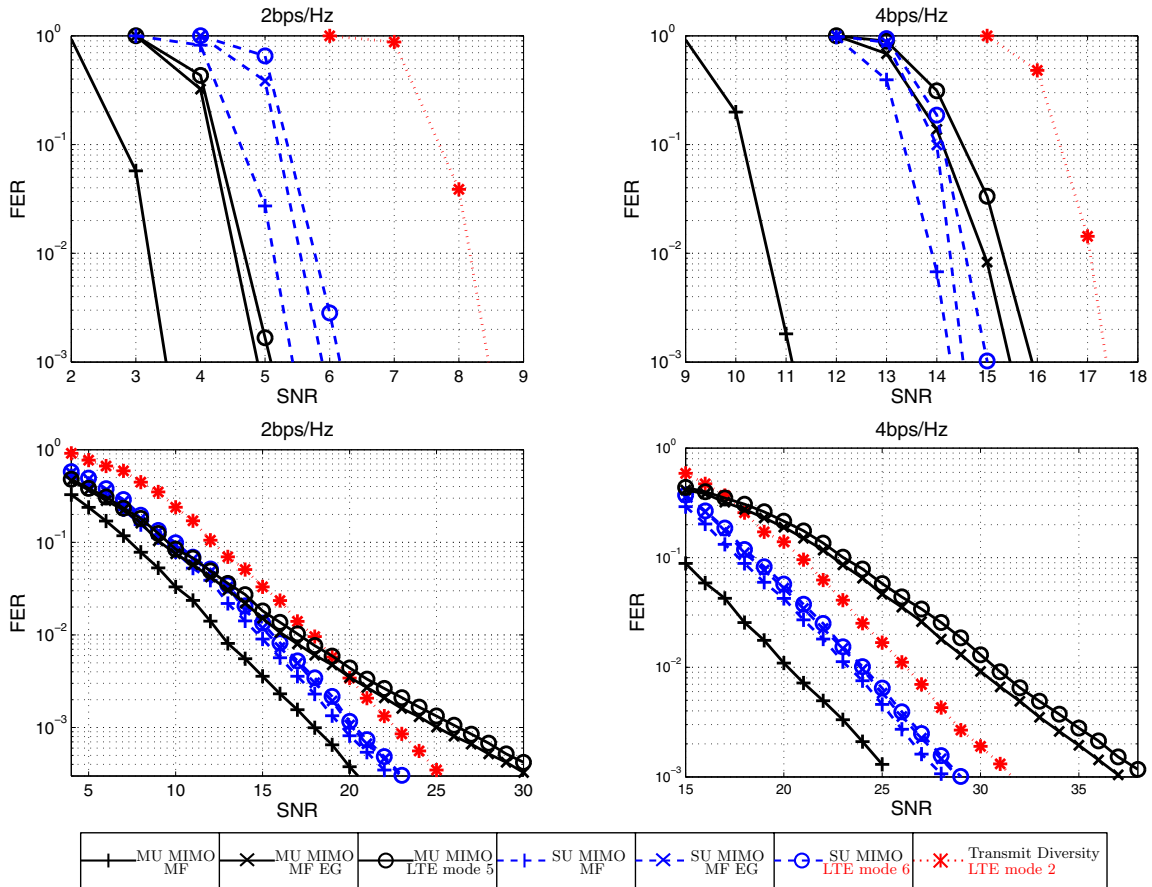 2bps/Hz
10^0
10^-1
10^-2
10^-3
FER
2 3 4 5 6 7 8 9
SNR
4bps/Hz
10^0
10^-1
10^-2
10^-3
FER
9 10 11 12 13 14 15 16 17 18
SNR
2bps/Hz
10^0
10^-1
10^-2
10^-3
FER
5 10 15 20 25 30
SNR
4bps/Hz
10^0
10^-1
10^-2
10^-3
FER
15 20 25 30 35
SNR
MU MIMO
MF
MU MIMO
MF EG
MU MIMO
LTE mode 5
SU MIMO
MF
SU MIMO
MF EG
SU MIMO
LTE mode 6
Transmit Diversity
LTE mode 2